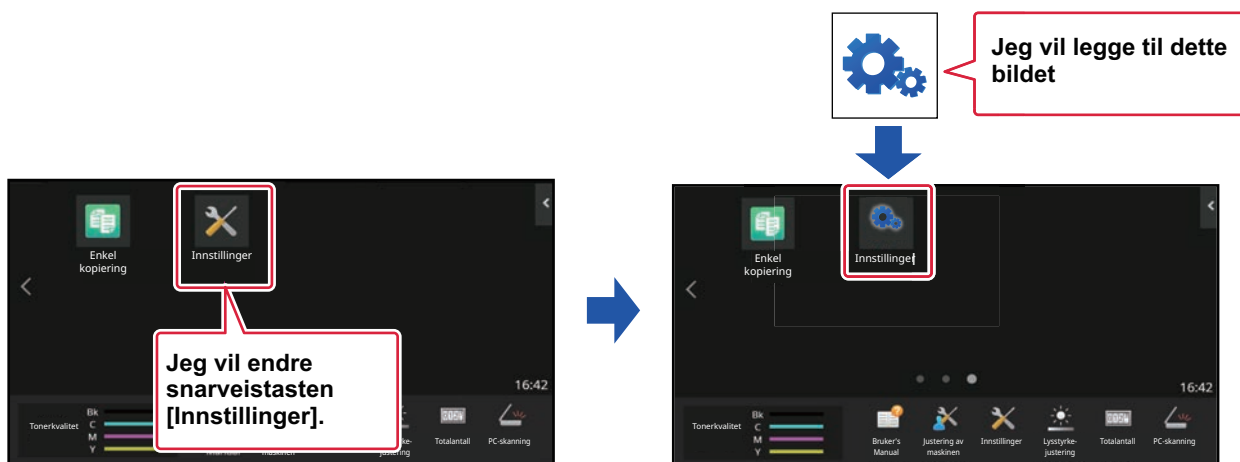 Jeg vil legge til dette
bildet
Enkel
kopiering
Innstillinger
Jeg vil endre
snarveistasten
[Innstillinger].
16:42
Tonerkvalitet
Bk
C
M
Y
maskinen
justering
Totalantall
PC-skanning
Enkel
kopiering
Innstillinger
16:42
Tonerkvalitet
Bk
C
M
Y
Bruker's
Manual
Justering av
maskinen
Innstillinger
Lysstyrke-
justering
Totalantall
PC-skanning